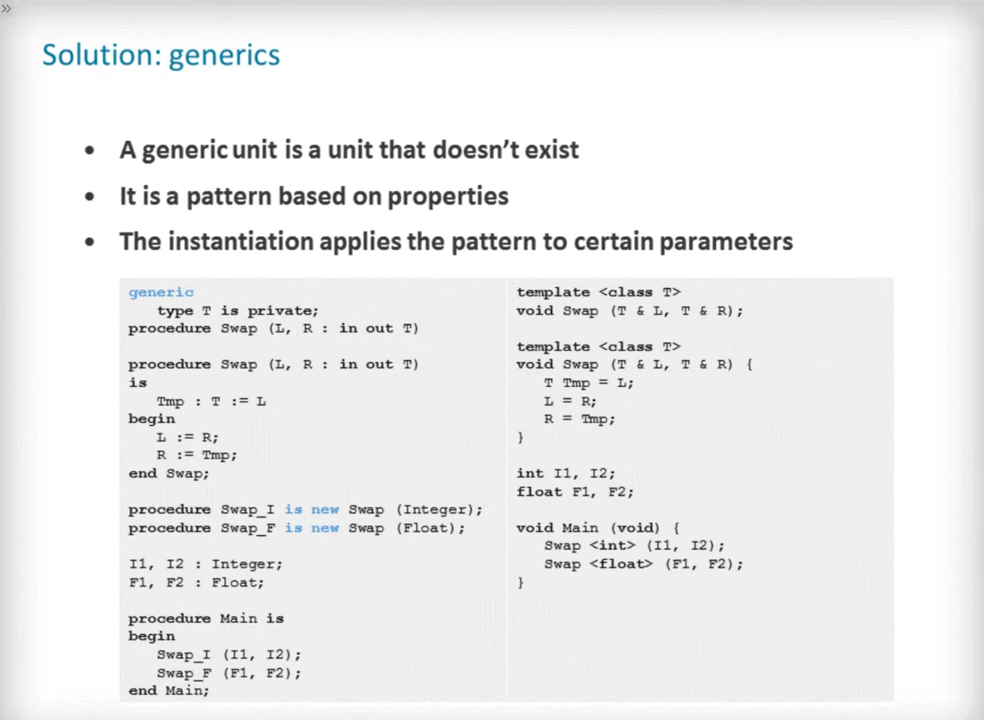 »
Solution: generics
• A generic unit is a unit that doesn’t exist
• It is a pattern based on properties
• The instantiation applies the pattern to certain parameters
generic
type T is private;
procedure Swap (L, R : in out T)
procedure Swap (L, R : in out T)
is
Tmp : T := L
begin
L := R;
R := Tmp;
end Swap;
procedure Swap_I is new Swap (Integer);
procedure Swap_F is new Swap (Float);
I1, I2 : Integer;
F1, F2 : Float;
procedure Main is
begin
Swap_I (I1, I2);
Swap_F (F1, F2);
end Main;
template <class T>
void Swap (T & L, T & R);
template <class T>
void Swap (T & L, T & R) {
T Tmp = L;
L = R;
R = Tmp;
}
int I1, I2;
float F1, F2;
void Main (void) {
Swap <int> (I1, I2);
Swap <float> (F1, F2);
}